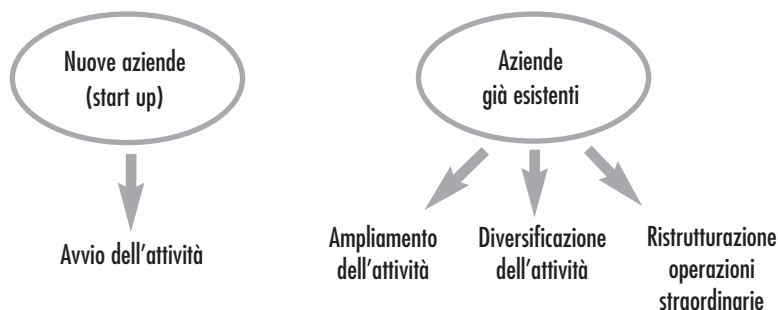 Nuove aziende
(start up)
Aziende
già esistenti
Avvio dell'attività
Ampliamento
dell'attività
Diversificazione
dell'attività
Ristrutturazione
operazioni
straordinarie